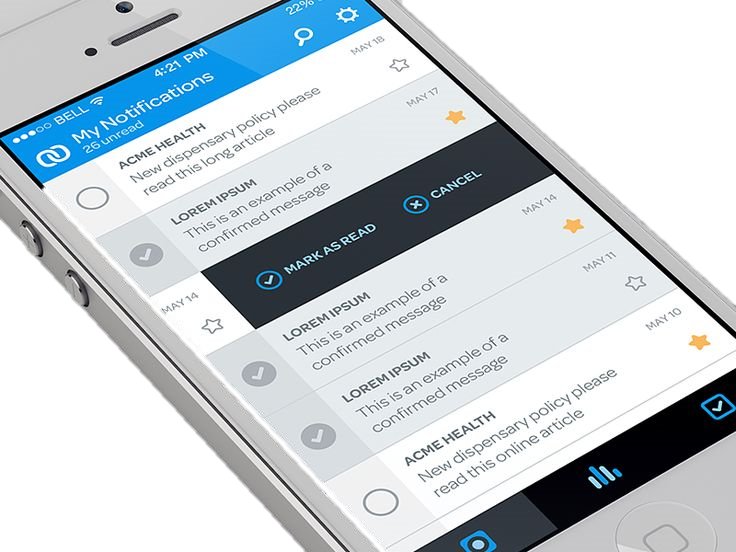 BELL
4:21 PM
22%
My Notifications
26 unread
ACME HEALTH
New dispensary policy please
read this long article
MAY 18
LOREM IPSUM
This is an example of a
confirmed message
MAY 17
MAY 14
MARK AS READ
CANCEL
LOREM IPSUM
This is an example of a
confirmed message
MAY 14
LOREM IPSUM
This is an example of a
confirmed message
MAY 11
ACME HEALTH
New dispensary policy please
read this online article
MAY 10